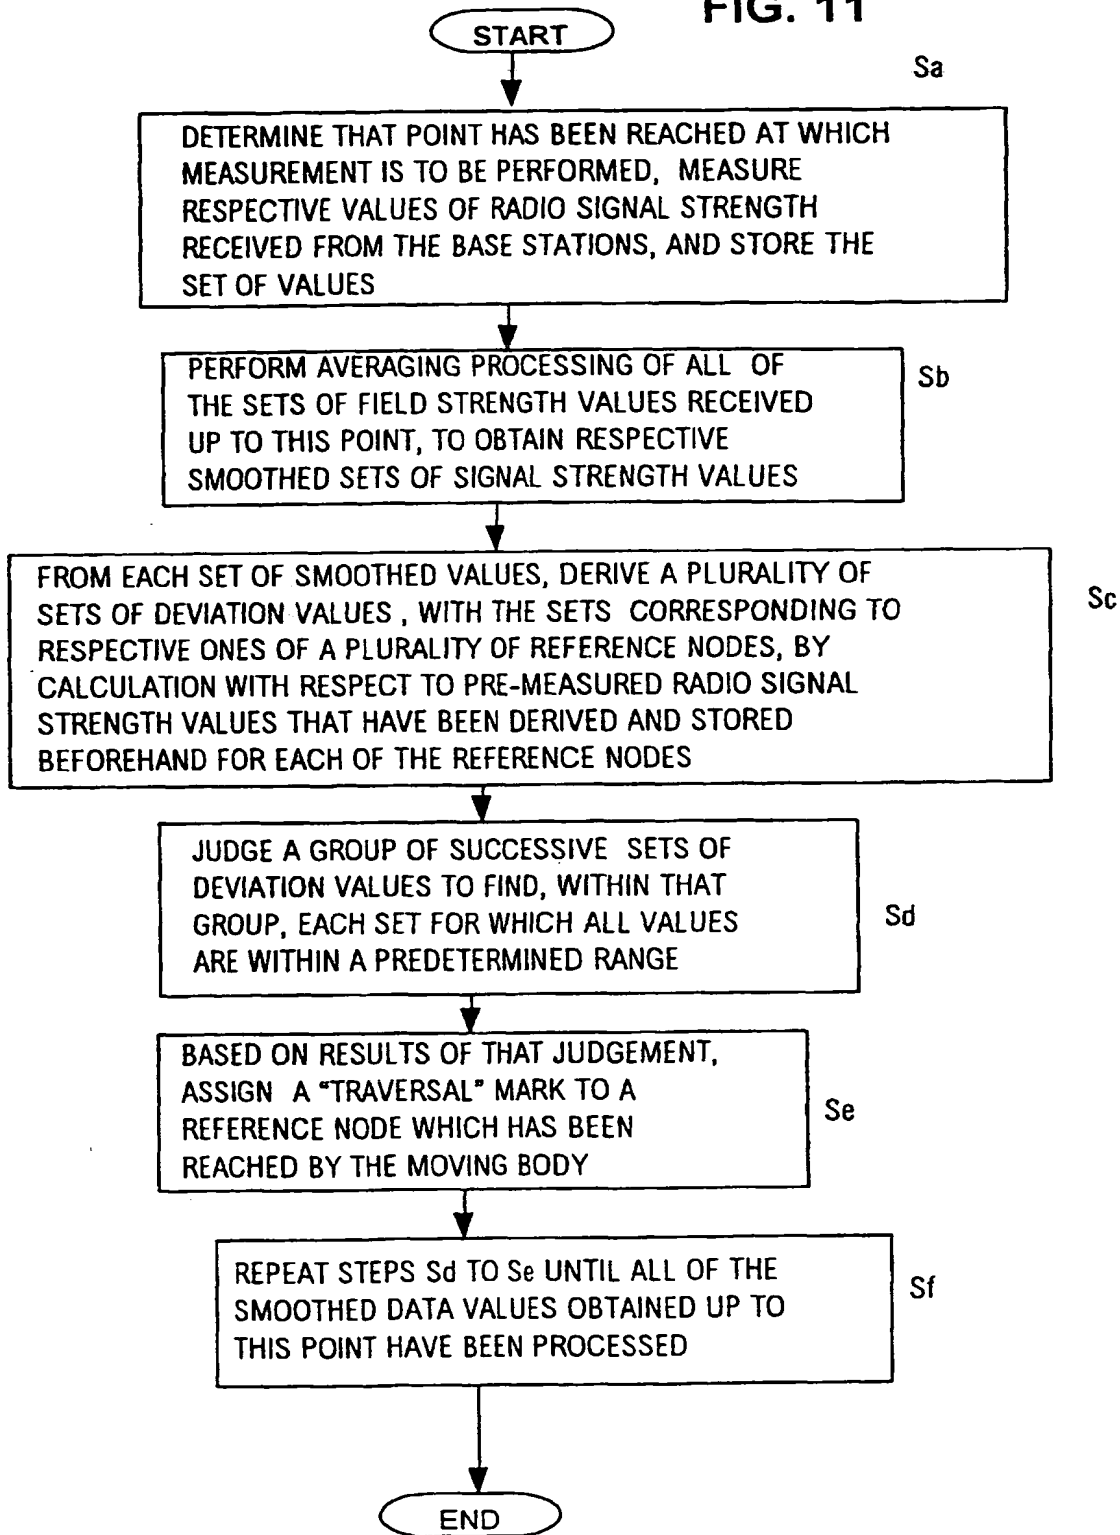 FIG. 11
START
Sa
DETERMINE THAT POINT HAS BEEN REACHED AT WHICH
MEASUREMENT IS TO BE PERFORMED, MEASURE
RESPECTIVE VALUES OF RADIO SIGNAL STRENGTH
RECEIVED FROM THE BASE STATIONS, AND STORE THE
SET OF VALUES
Sb
PERFORM AVERAGING PROCESSING OF ALL OF
THE SETS OF FIELD STRENGTH VALUES RECEIVED
UP TO THIS POINT, TO OBTAIN RESPECTIVE
SMOOTHED SETS OF SIGNAL STRENGTH VALUES
Sc
FROM EACH SET OF SMOOTHED VALUES, DERIVE A PLURALITY OF
SETS OF DEVIATION VALUES , WITH THE SETS CORRESPONDING TO
RESPECTIVE ONES OF A PLURALITY OF REFERENCE NODES, BY
CALCULATION WITH RESPECT TO PRE-MEASURED RADIO SIGNAL
STRENGTH VALUES THAT HAVE BEEN DERIVED AND STORED
BEFOREHAND FOR EACH OF THE REFERENCE NODES
Sd
JUDGE A GROUP OF SUCCESSIVE SETS OF
DEVIATION VALUES TO FIND, WITHIN THAT
GROUP, EACH SET FOR WHICH ALL VALUES
ARE WITHIN A PREDETERMINED RANGE
Se
BASED ON RESULTS OF THAT JUDGEMENT,
ASSIGN A "TRAVERSAL" MARK TO A
REFERENCE NODE WHICH HAS BEEN
REACHED BY THE MOVING BODY
Sf
REPEAT STEPS Sd TO Se UNTIL ALL OF THE
SMOOTHED DATA VALUES OBTAINED UP TO
THIS POINT HAVE BEEN PROCESSED
END